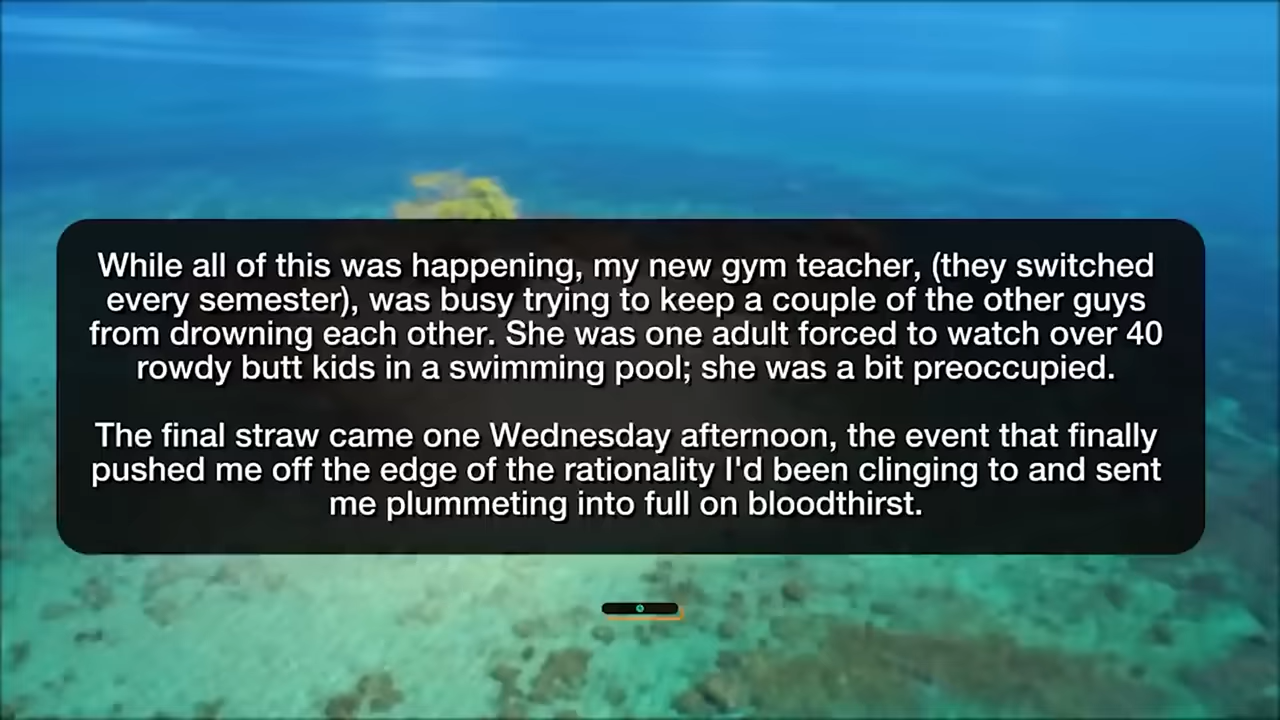 While all of this was happening, my new gym teacher, (they switched
every semester), was busy trying to keep a couple of the other guys
from drowning each other. She was one adult forced to watch over 40
rowdy butt kids in a swimming pool; she was a bit preoccupied.
The final straw came one Wednesday afternoon, the event that finally
pushed me off the edge of the rationality I'd been clinging to and sent
me plummeting into full on bloodthirst.